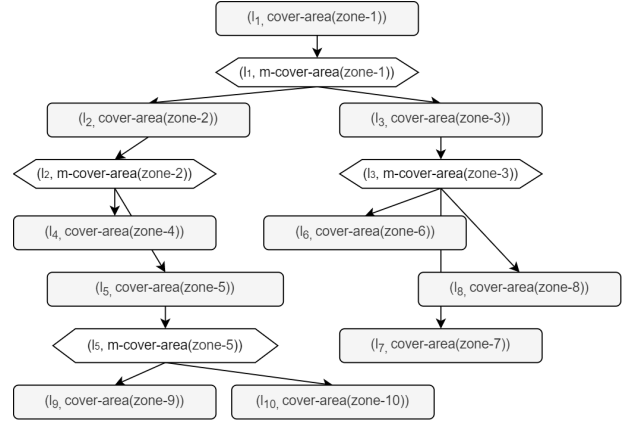 (l₁, cover-area(zone-1))
(l₁, m-cover-area(zone-1))
(l₂, cover-area(zone-2))
(l₃, cover-area(zone-3))
(l₂, m-cover-area(zone-2))
(l₃, m-cover-area(zone-3))
(l₄, cover-area(zone-4))
(l₆, cover-area(zone-6))
(l₅, cover-area(zone-5))
(l₈, cover-area(zone-8))
(l₅, m-cover-area(zone-5))
(l₇, cover-area(zone-7))
(l₉, cover-area(zone-9))
(l₁₀, cover-area(zone-10))